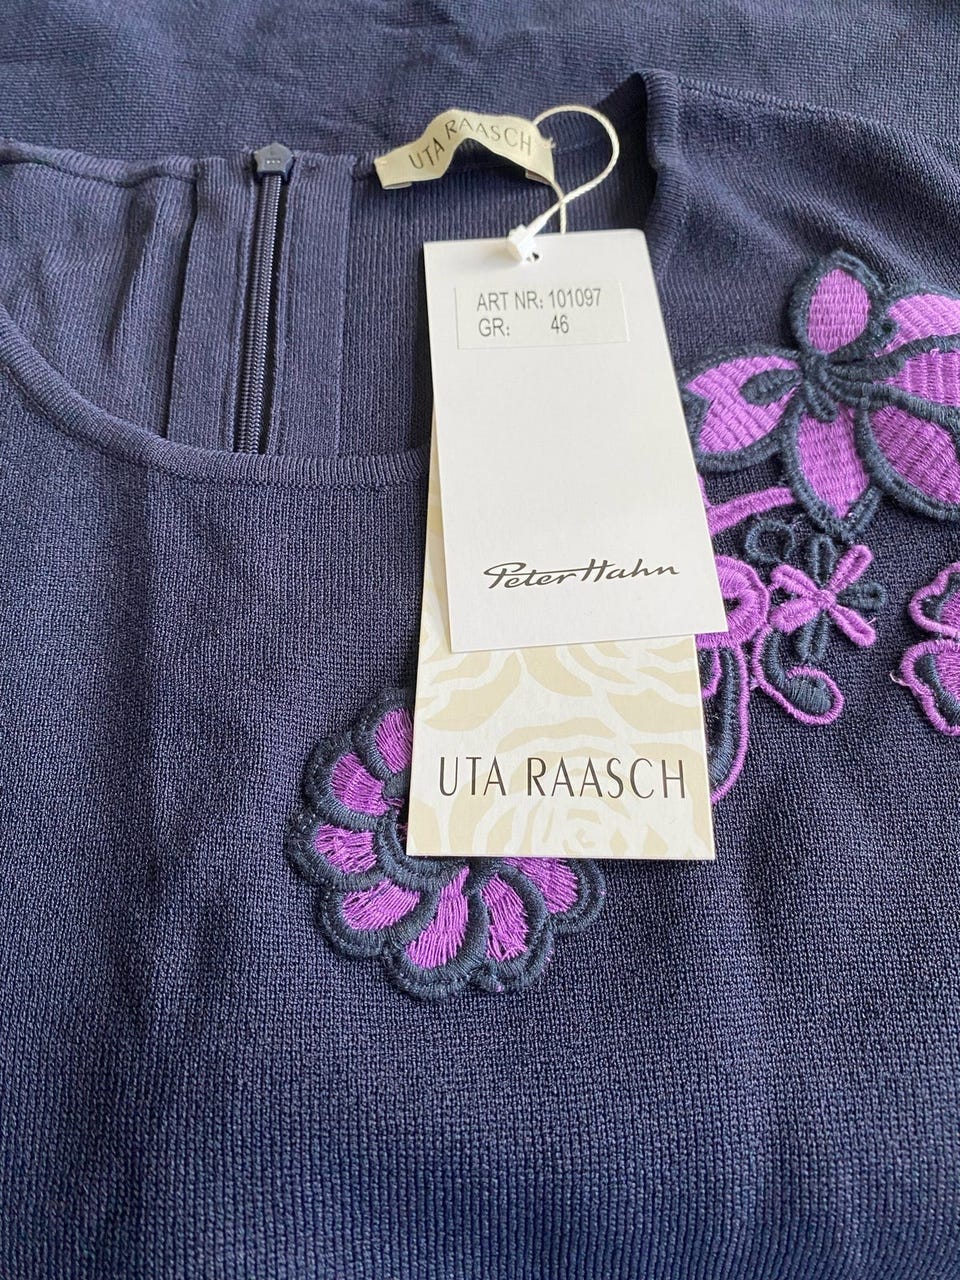 UTA RAASCH
ART NR: 101097
GR: 46
Peter Hahn
UTA RAASCH